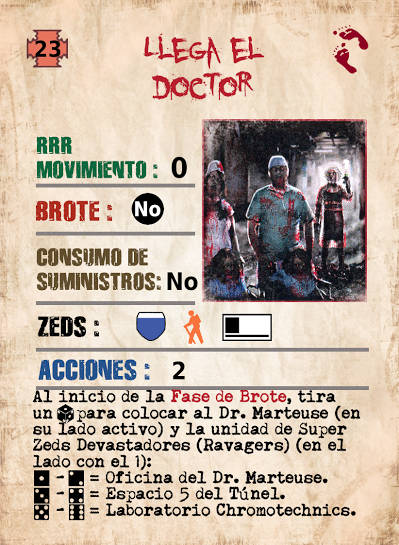 23
LLEGA EL
DOCTOR
RRR
MOVIMIENTO : 0
BROTE : No
CONSUMO DE
SUMINISTROS: No
ZEDS :
ACCIONES : 2
Al inicio de la Fase de Brote, tira
un para colocar al Dr. Marteuse (en
su lado activo) y la unidad de Super
Zeds Devastadores (Ravagers) (en el
lado con el 1):
- = Oficina del Dr. Marteuse.
- = Espacio 5 del Túnel.
- = Laboratorio Chromotechnics.